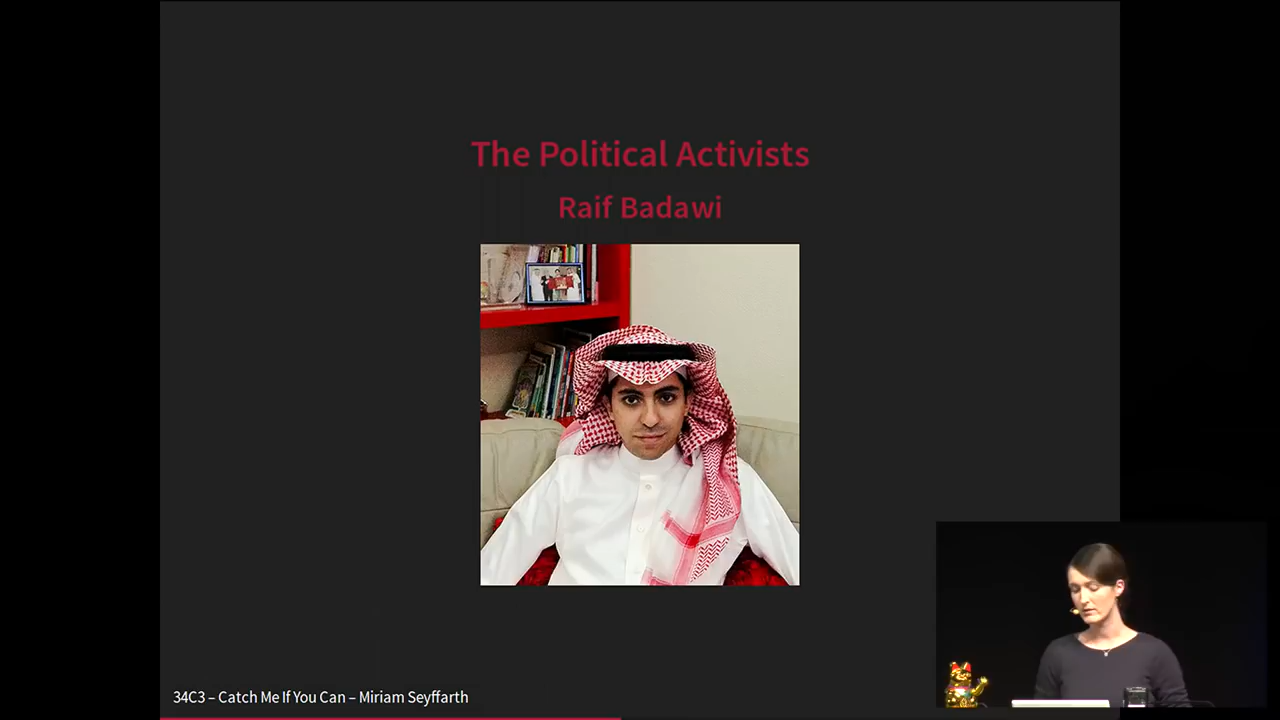 The Political Activists
Raif Badawi
34C3 – Catch Me If You Can – Miriam Seyffarth